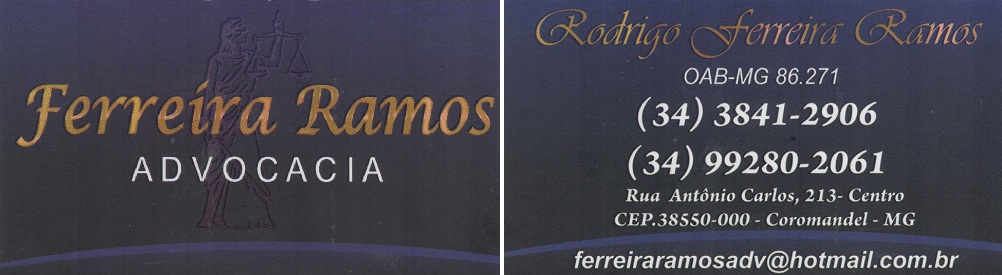 Ferreira Ramos
ADVOCACIA
Rodrigo Ferreira Ramos
OAB-MG 86.271
(34) 3841-2906
(34) 99280-2061
Rua Antônio Carlos, 213- Centro
CEP.38550-000 - Coromandel - MG
ferreiraramosadv@hotmail.com.br